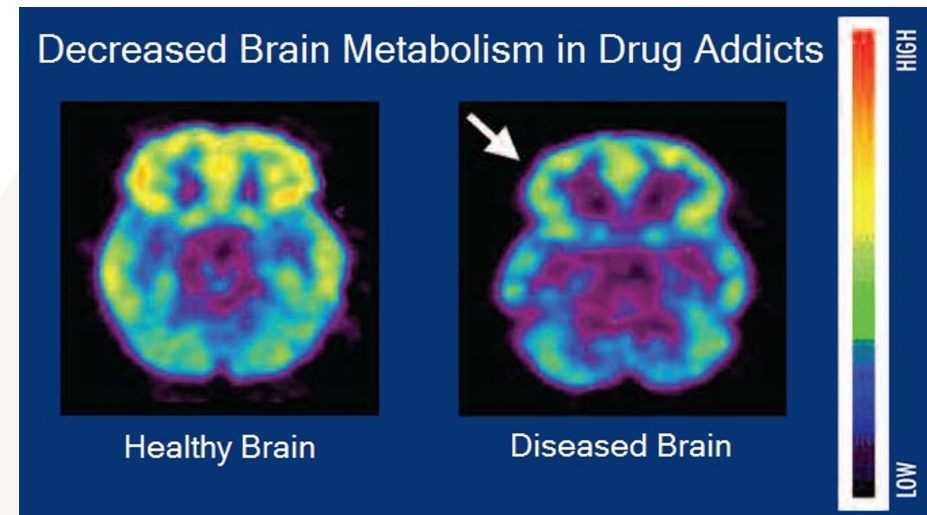 Decreased Brain Metabolism in Drug Addicts
HIGH
Healthy Brain
Diseased Brain
LOW